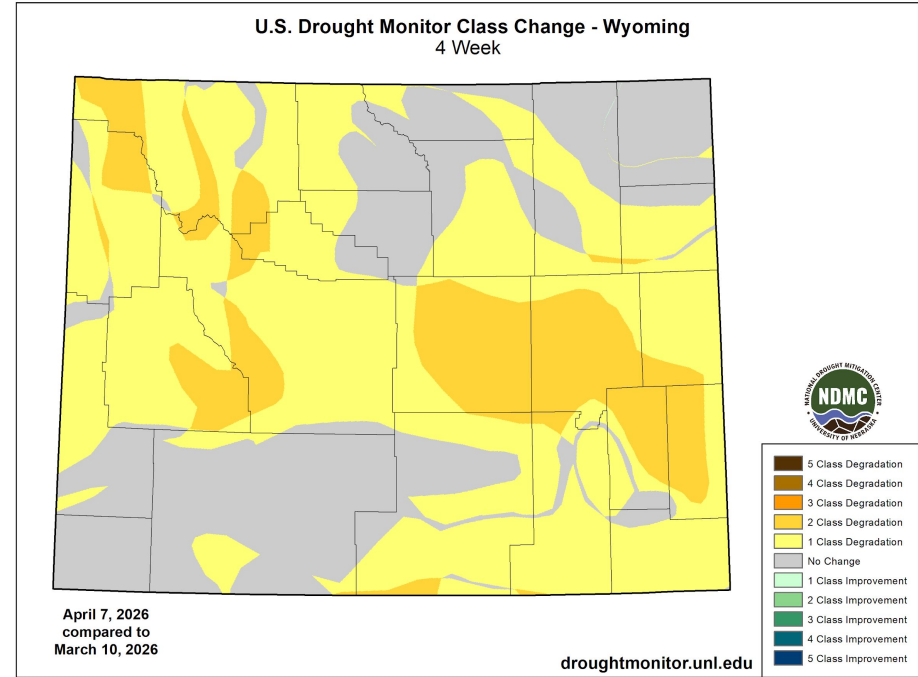 U.S. Drought Monitor Class Change - Wyoming
4 Week
NATIONAL DROUGHT MITIGATION CENTER
NDMC
UNIVERSITY OF NEBRASKA
5 Class Degradation
4 Class Degradation
3 Class Degradation
2 Class Degradation
1 Class Degradation
No Change
1 Class Improvement
2 Class Improvement
3 Class Improvement
4 Class Improvement
5 Class Improvement
April 7, 2026
compared to
March 10, 2026
droughtmonitor.unl.edu